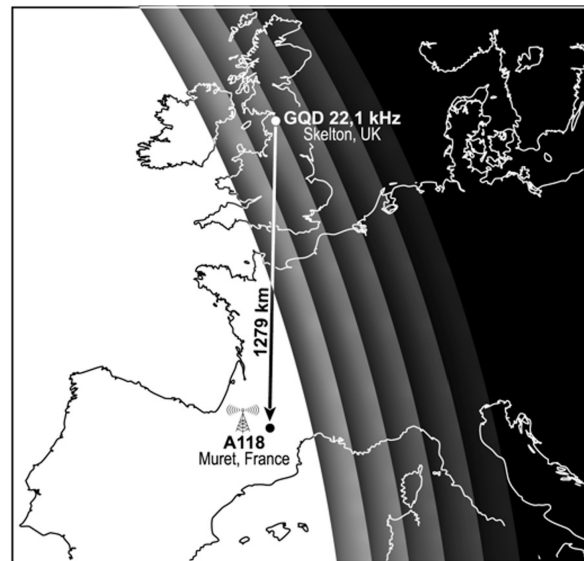 GQD 22,1 kHz
Skelton, UK
1279 km
A118
Muret, France